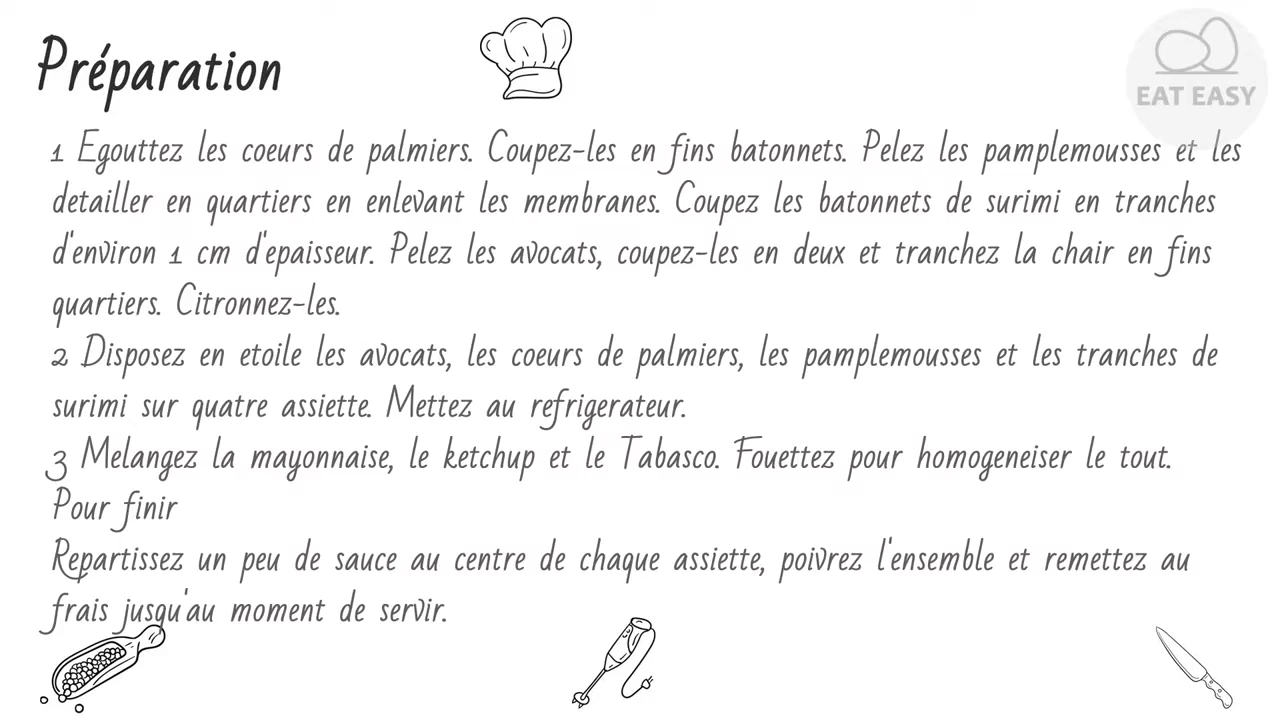 Préparation
EAT EASY
1 Egouttez les coeurs de palmiers. Coupez-les en fins batonnets. Pelez les pamplemousses et les
detailler en quartiers en enlevant les membranes. Coupez les batonnets de surimi en tranches
d'environ 1 cm d'epaisseur. Pelez les avocats, coupez-les en deux et tranchez la chair en fins
quartiers. Citronnez-les.
2 Disposez en etoile les avocats, les coeurs de palmiers, les pamplemousses et les tranches de
surimi sur quatre assiette. Mettez au refrigerateur.
3 Melangez la mayonnaise, le ketchup et le Tabasco. Fouettez pour homogeneiser le tout.
Pour finir
Repartissez un peu de sauce au centre de chaque assiette, poivrez l'ensemble et remettez au
frais jusqu'au moment de servir.